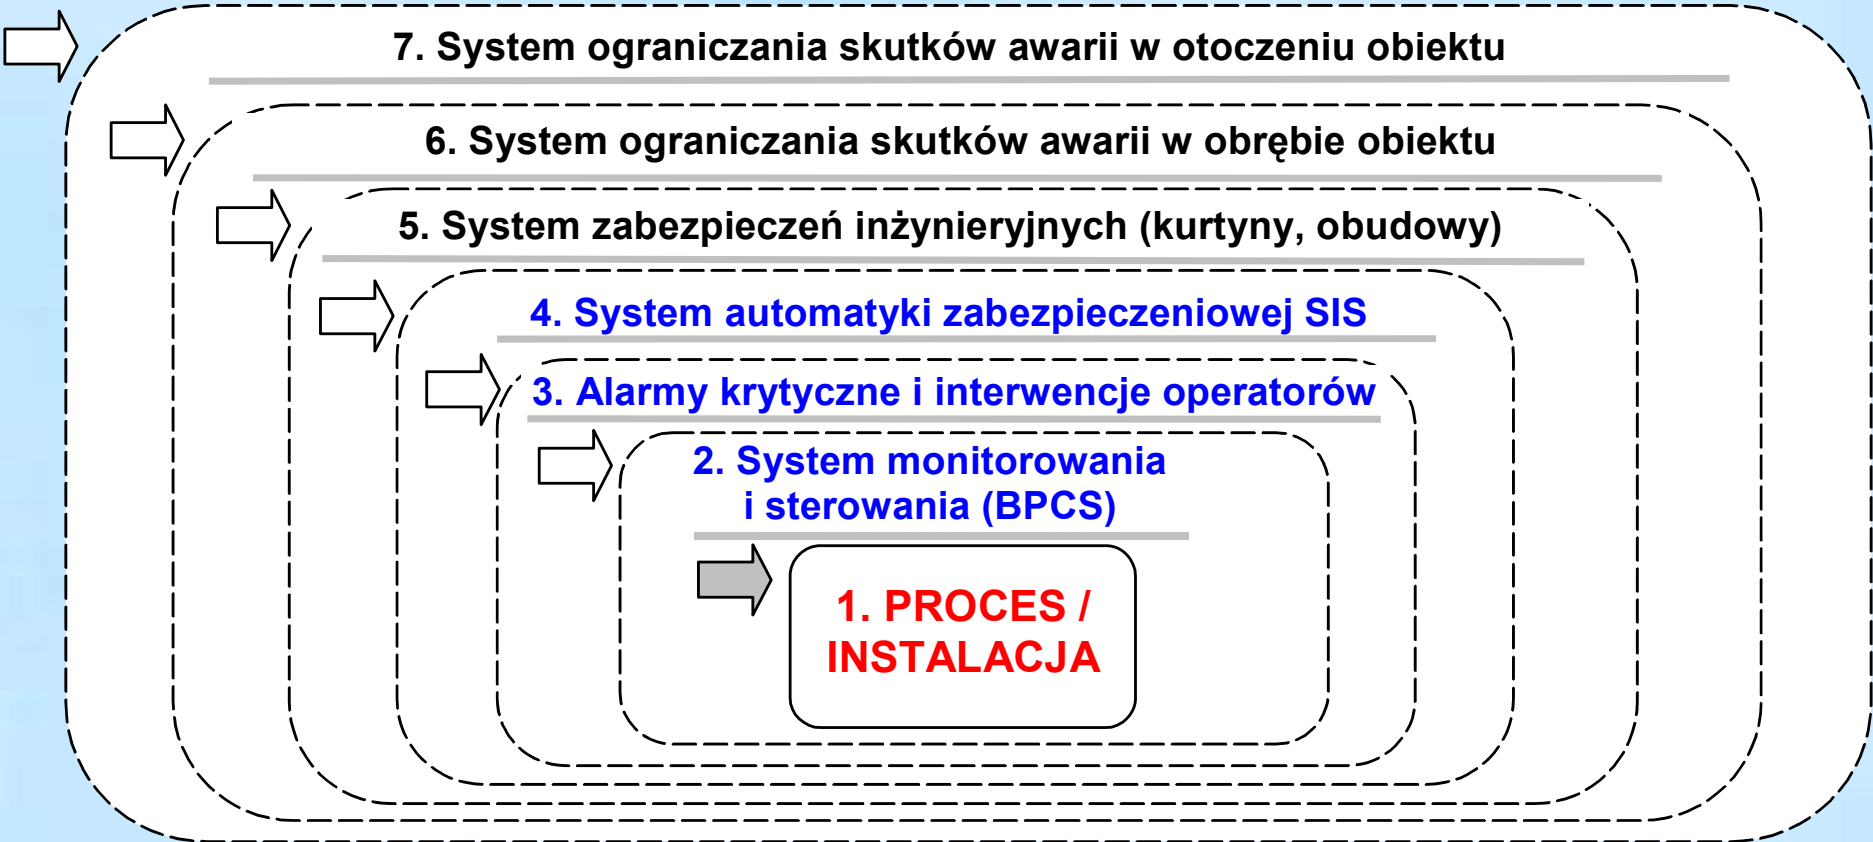 7. System ograniczania skutków awarii w otoczeniu obiektu
6. System ograniczania skutków awarii w obrębie obiektu
5. System zabezpieczeń inżynieryjnych (kurtyny, obudowy)
4. System automatyki zabezpieczeniowej SIS
3. Alarmy krytyczne i interwencje operatorów
2. System monitorowania
i sterowania (BPCS)
1. PROCES /
INSTALACJA